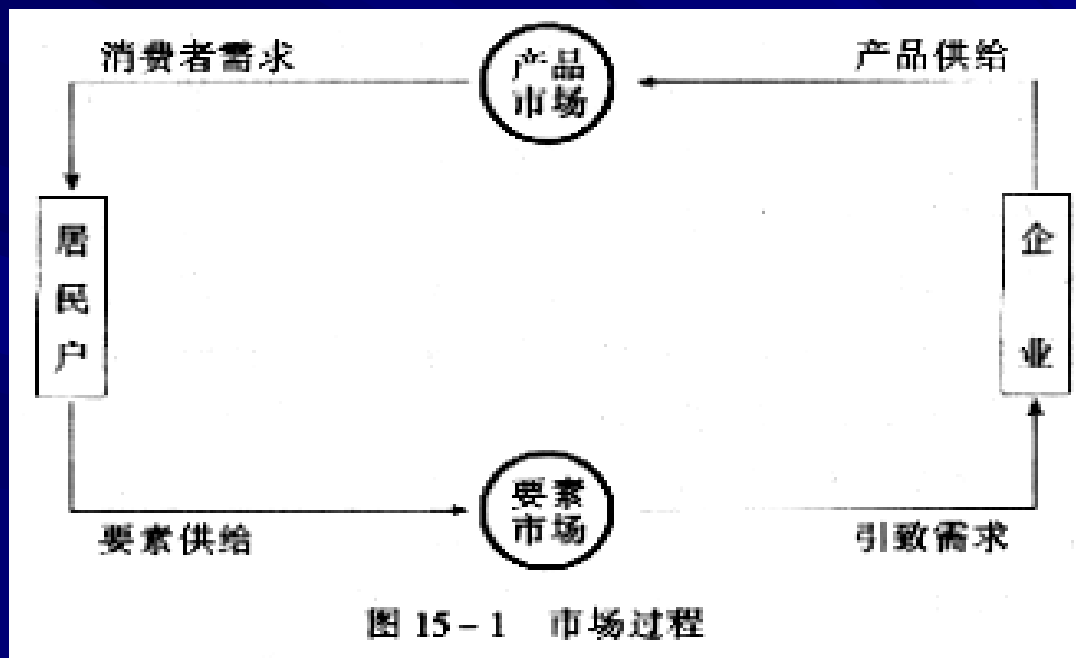 消费者需求
产品
市场
产品供给
居
民
户
企
业
要素供给
要素
市场
引致需求
图 15-1 市场过程